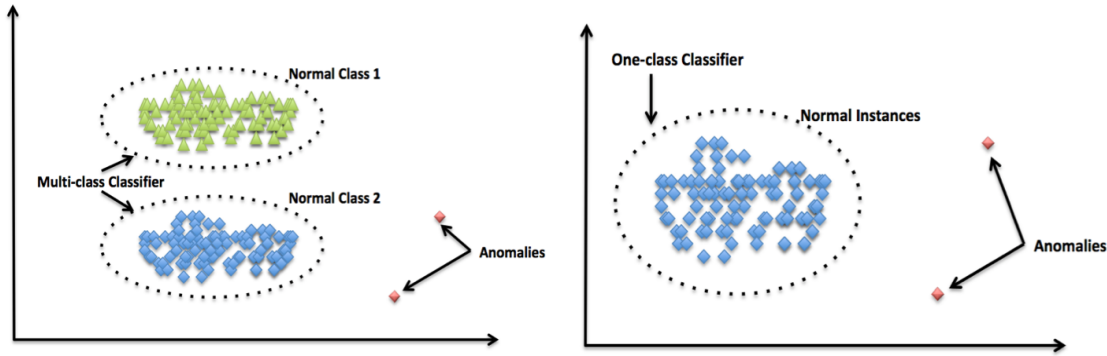 Normal Class 1
Multi-class Classifier
Normal Class 2
Anomalies
One-class Classifier
Normal Instances
Anomalies